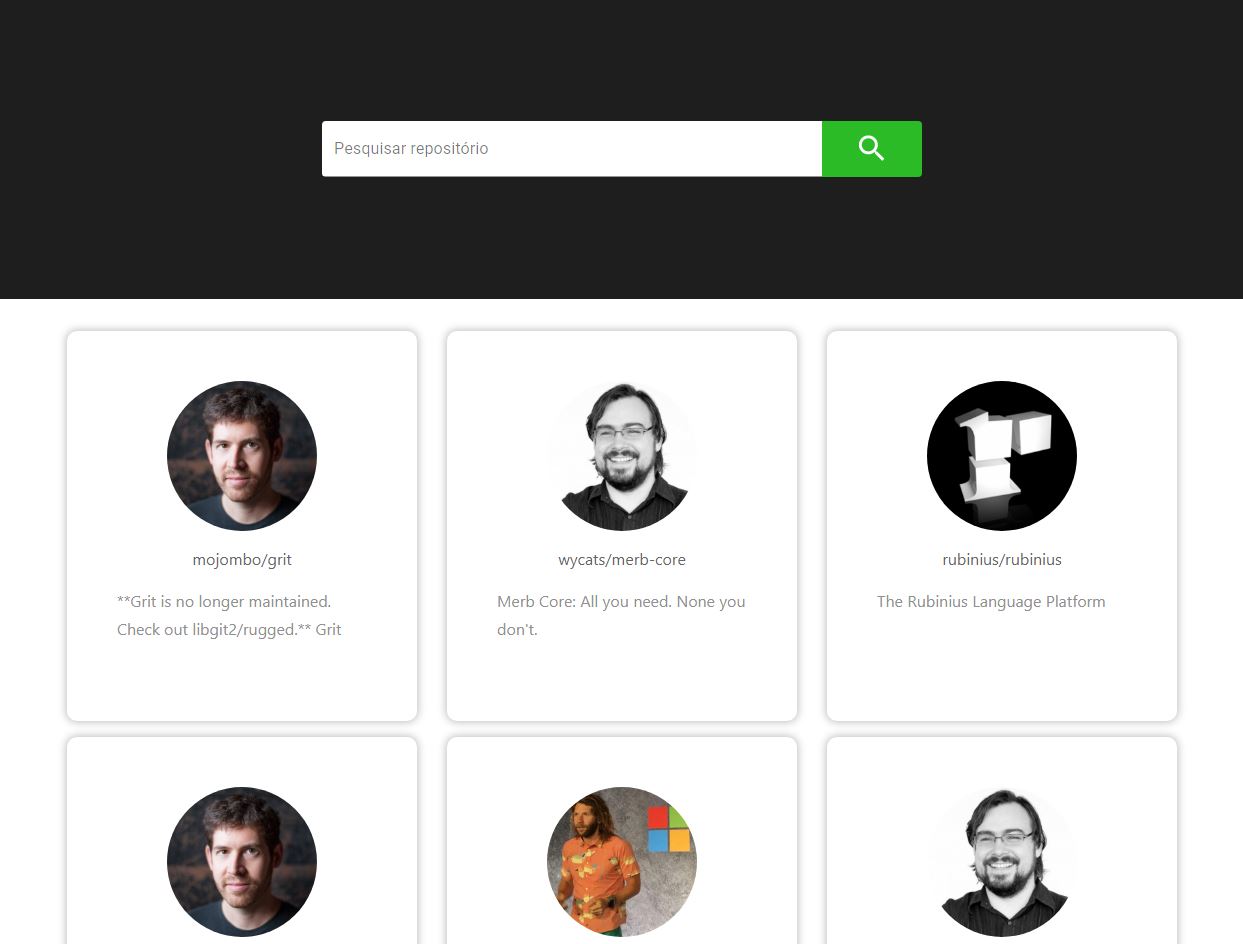 Pesquisar repositório
mojombo/grit
wycats/merb-core
rubinius/rubinius
**Grit is no longer maintained.
Check out libgit2/rugged.** Grit
Merb Core: All you need. None you
don't.
The Rubinius Language Platform